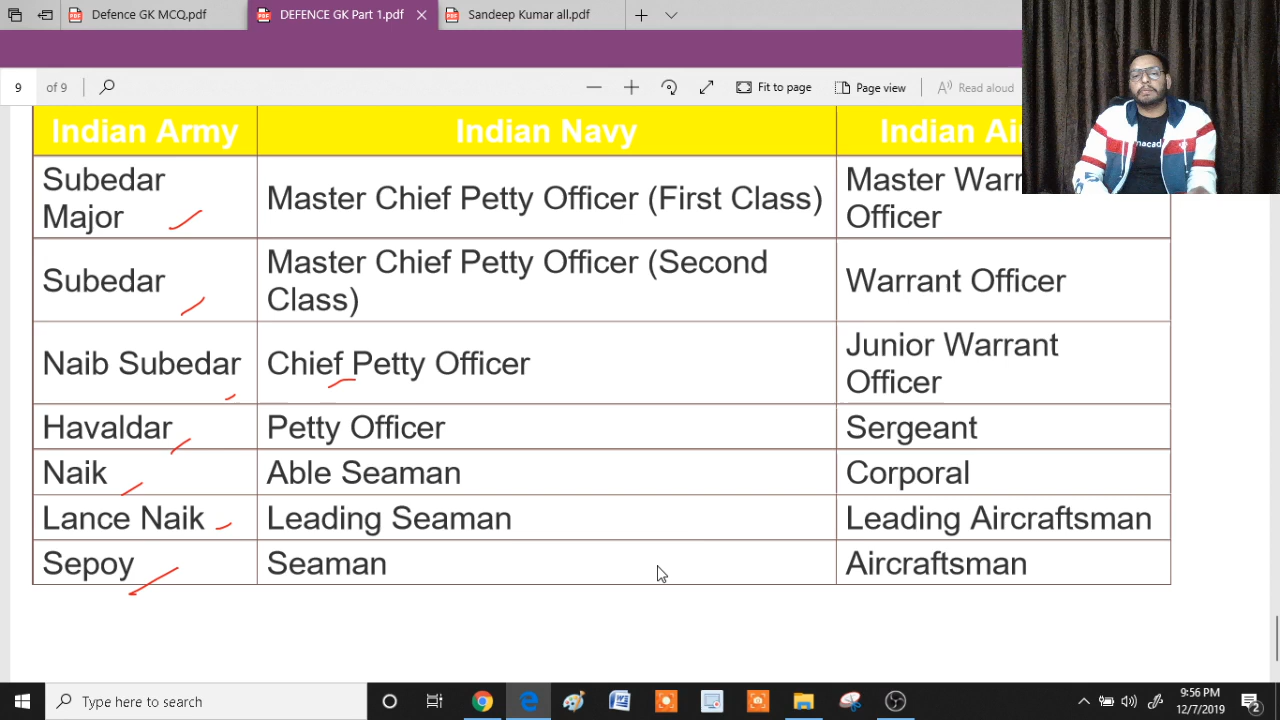 Defence GK MCQ.pdf
DEFENCE GK Part 1.pdf
Sandeep Kumar all.pdf
9 of 9
Fit to page
Page view
Read aloud
Indian Army Indian Navy Indian
Subedar Major Master Chief Petty Officer (First Class) Master
Officer
Subedar Master Chief Petty Officer (Second
Class) Warrant Officer
Naib Subedar Chief Petty Officer Junior Warrant
Officer
Havaldar Petty Officer Sergeant
Naik Able Seaman Corporal
Lance Naik Leading Seaman Leading Aircraftsman
Sepoy Seaman Aircraftsman
Type here to search
9:56 PM
12/7/2019
2